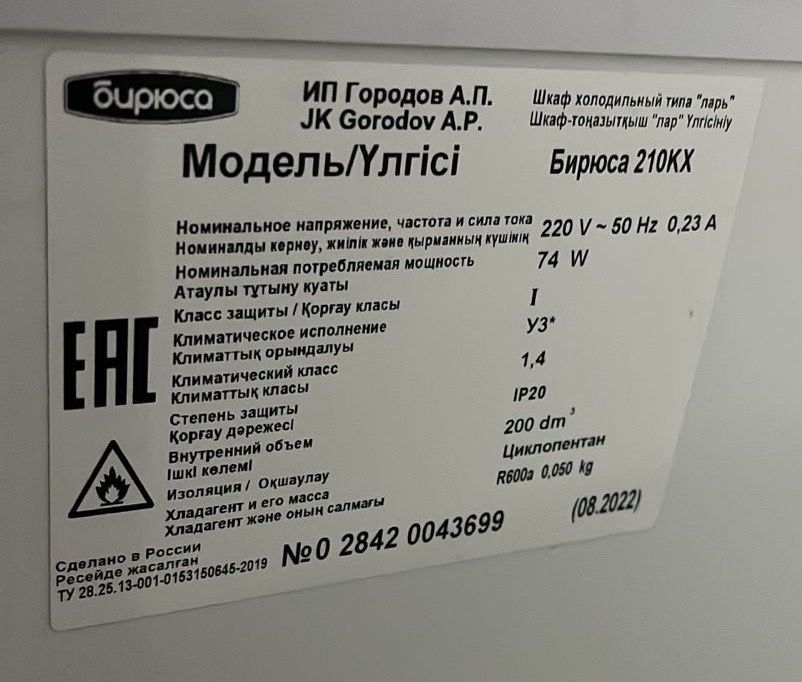 бирюса
ИП Городов А.П.
JK Gorodov A.P.
Шкаф холодильный типа "ларь"
Шкаф-тоңазытқыш "лар" Үлгісініу
Модель/Үлгісі Бирюса 210КХ
Номинальное напряжение, частота и сила тока 220 V ~ 50 Hz 0,23 A
Номиналды кернеу, жиілік және қырманның күшінің
Номинальная потребляемая мощность 74 W
Атаулы тұтыну қуаты
Класс защиты / Қорғау класы I
Климатическое исполнение У3*
Климаттық орындалуы
Климатический класс 1,4
Климаттық класы
Степень защиты IP20
Қорғау дәрежесі
Внутренний объем 200 dm³
Ішкі көлемі
Изоляция / Оқшаулау Циклопентан
Хладагент и его масса R600a 0,050 kg
Хладагент және оның салмағы
EAC
Сделано в России
Ресейде жасалған
ТУ 28.25.13-001-0153150645-2019
№0 2842 0043699 (08.2022)